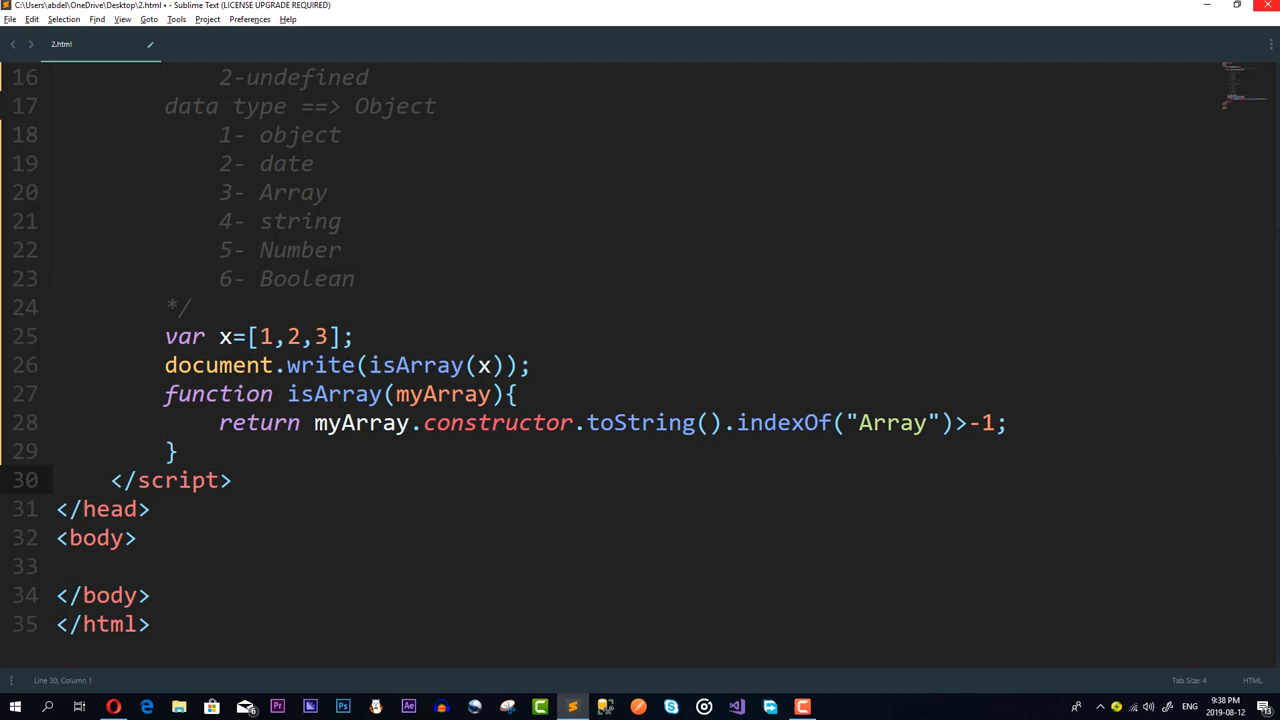 C:\Users\abdel\OneDrive\Desktop\2.html • - Sublime Text (LICENSE UPGRADE REQUIRED)
File Edit Selection Find View Goto Tools Project Preferences Help
2.html
16 2-undefined
17 data type ==> Object
18 1- object
19 2- date
20 3- Array
21 4- string
22 5- Number
23 6- Boolean
24 */
25 var x=[1,2,3];
26 document.write(isArray(x));
27 function isArray(myArray){
28 return myArray.constructor.toString().indexOf("Array")>-1;
29 }
30 </script>
31 </head>
32 <body>
33
34 </body>
35 </html>
Line 30, Column 1 Tab Size: 4 HTML
Pr Ps Ae ENG 9:38 PM
2019-08-12